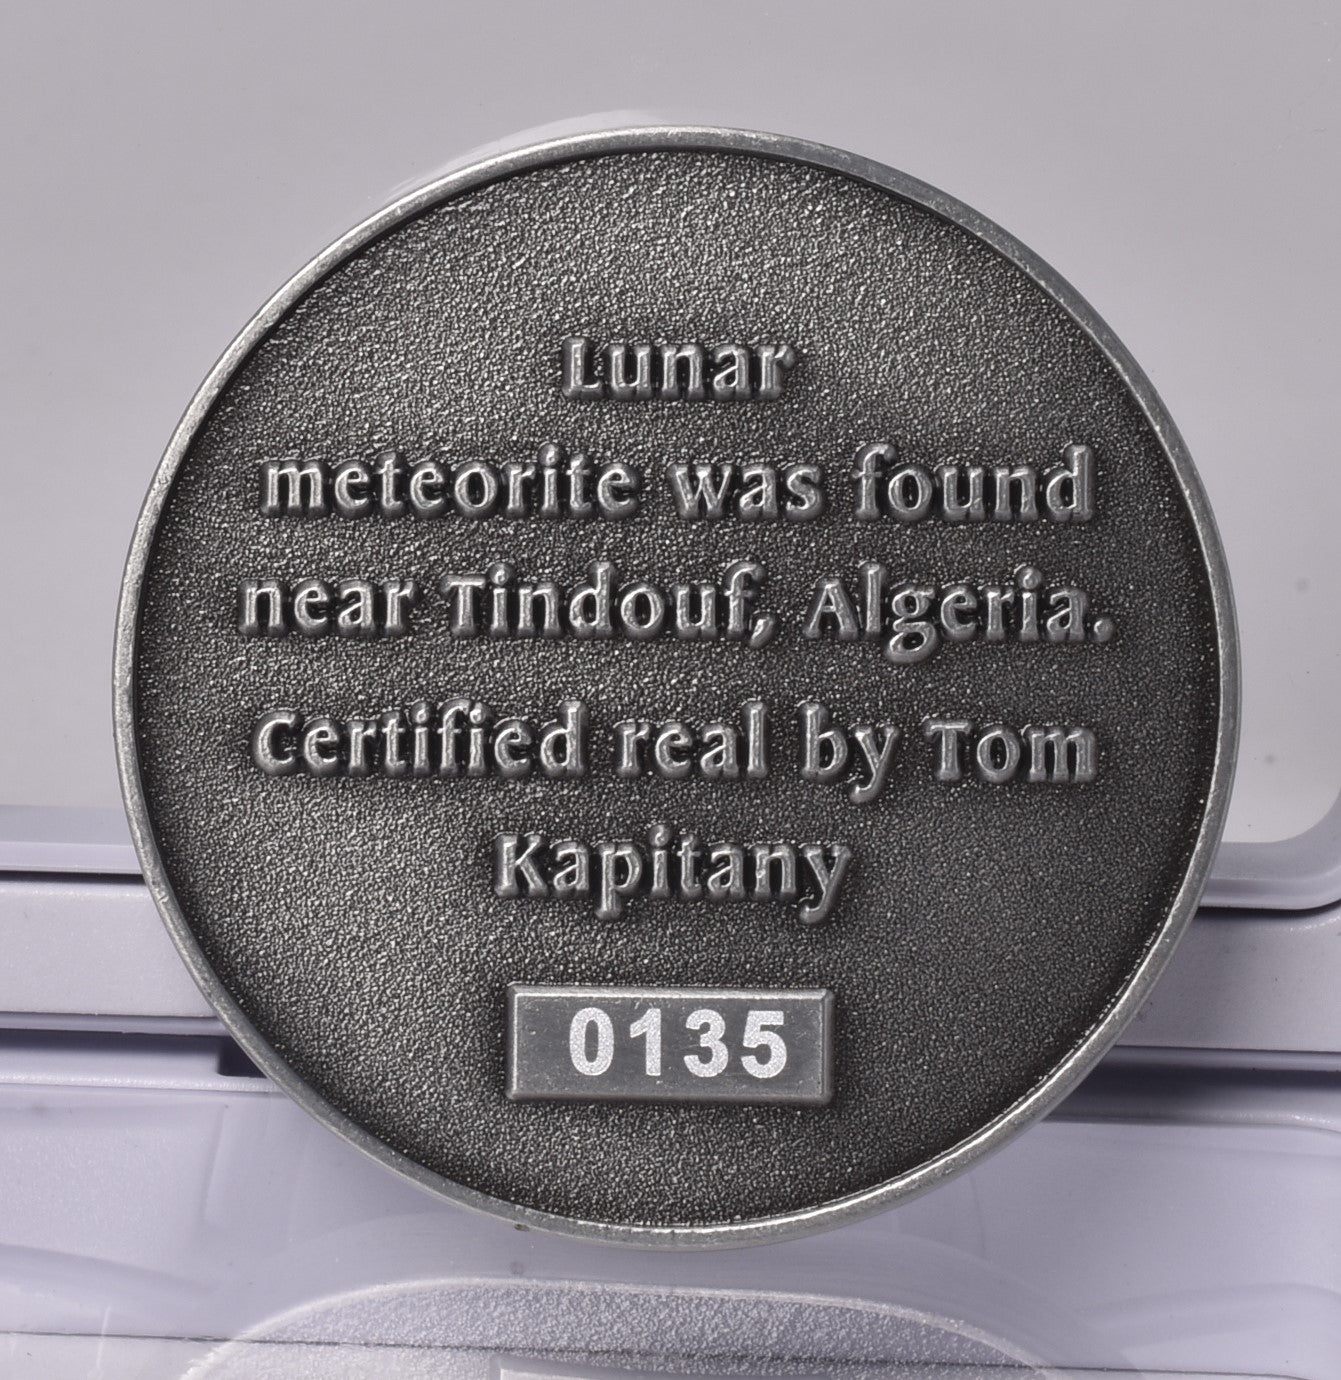 Lunar
meteorite was found
near Tindouf, Algeria.
Certified real by Tom
Kapitany
0135